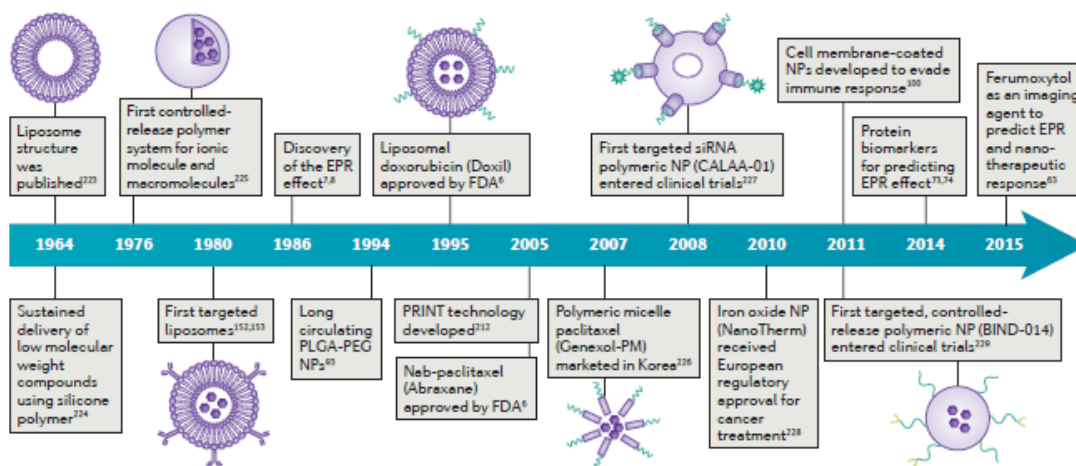 Liposome
structure was
published²²³
First controlled-
release polymer
system for ionic
molecule and
macromolecules²²⁵
Discovery
of the EPR
effect⁷,⁸
Liposomal
doxorubicin (Doxil)
approved by FDA⁶
First targeted siRNA
polymeric NP (CALAA-01)
entered clinical trials²²⁷
Cell membrane-coated
NPs developed to evade
immune response¹⁰⁰
Protein
biomarkers
for predicting
EPR effect⁷³,⁷⁴
Ferumoxytol
as an imaging
agent to
predict EPR
and nano-
therapeutic
response⁶³
1964 1976 1980 1986 1994 1995 2005 2007 2008 2010 2011 2014 2015
Sustained
delivery of
low molecular
weight
compounds
using silicone
polymer²²⁴
First targeted
liposomes¹⁵²,¹⁵³
Long
circulating
PLGA-PEG
NPs⁹³
PRINT technology
developed²¹²
Nab-paclitaxel
(Abraxane)
approved by FDA⁶
Polymeric micelle
paclitaxel
(Genexol-PM)
marketed in Korea²²⁶
Iron oxide NP
(NanoTherm)
received
European
regulatory
approval for
cancer
treatment²²⁸
First targeted, controlled-
release polymeric NP (BIND-014)
entered clinical trials²²⁹